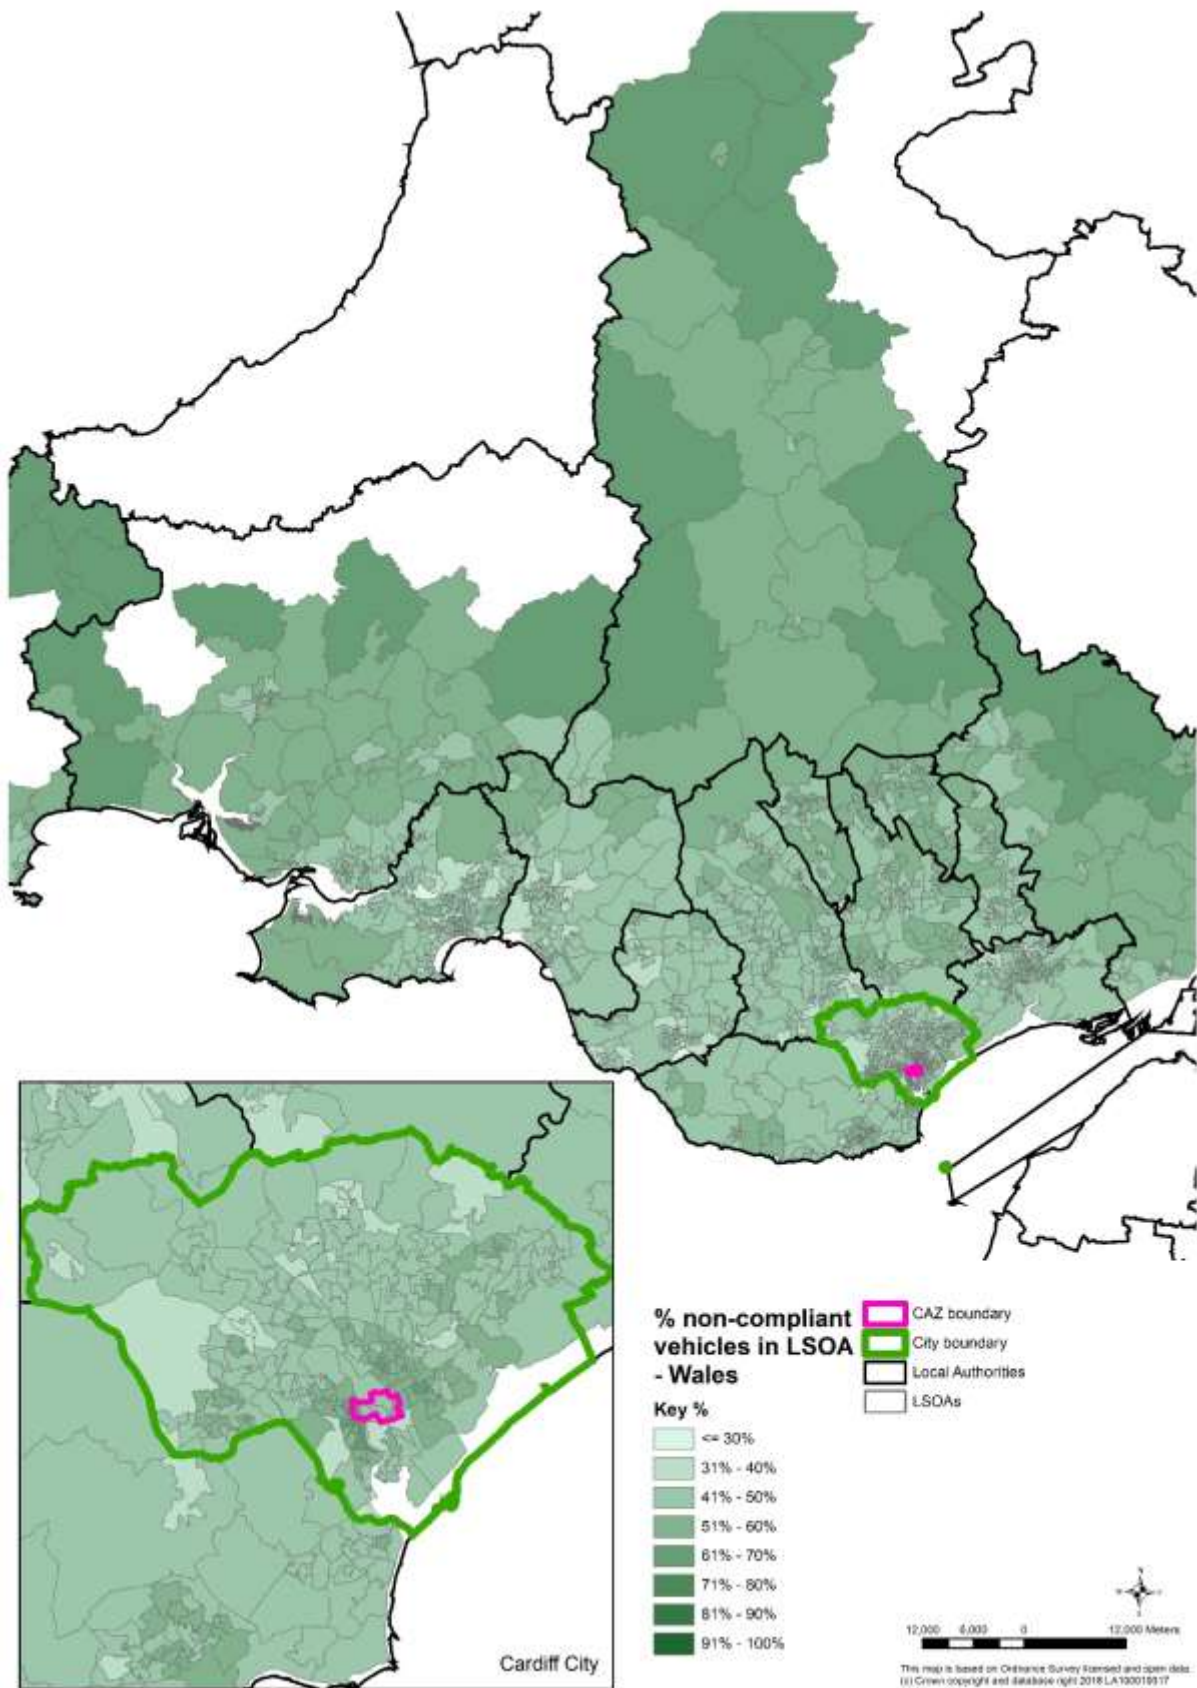 Cardiff City
% non-compliant
vehicles in LSOA
- Wales
Key %
<= 30%
31% - 40%
41% - 50%
51% - 60%
61% - 70%
71% - 80%
81% - 90%
91% - 100%
CAZ boundary
City boundary
Local Authorities
LSOAs
12,000 6,000 0 12,000 Meters
This map is based on Ordnance Survey licensed and open data.
(c) Crown copyright and database right 2018